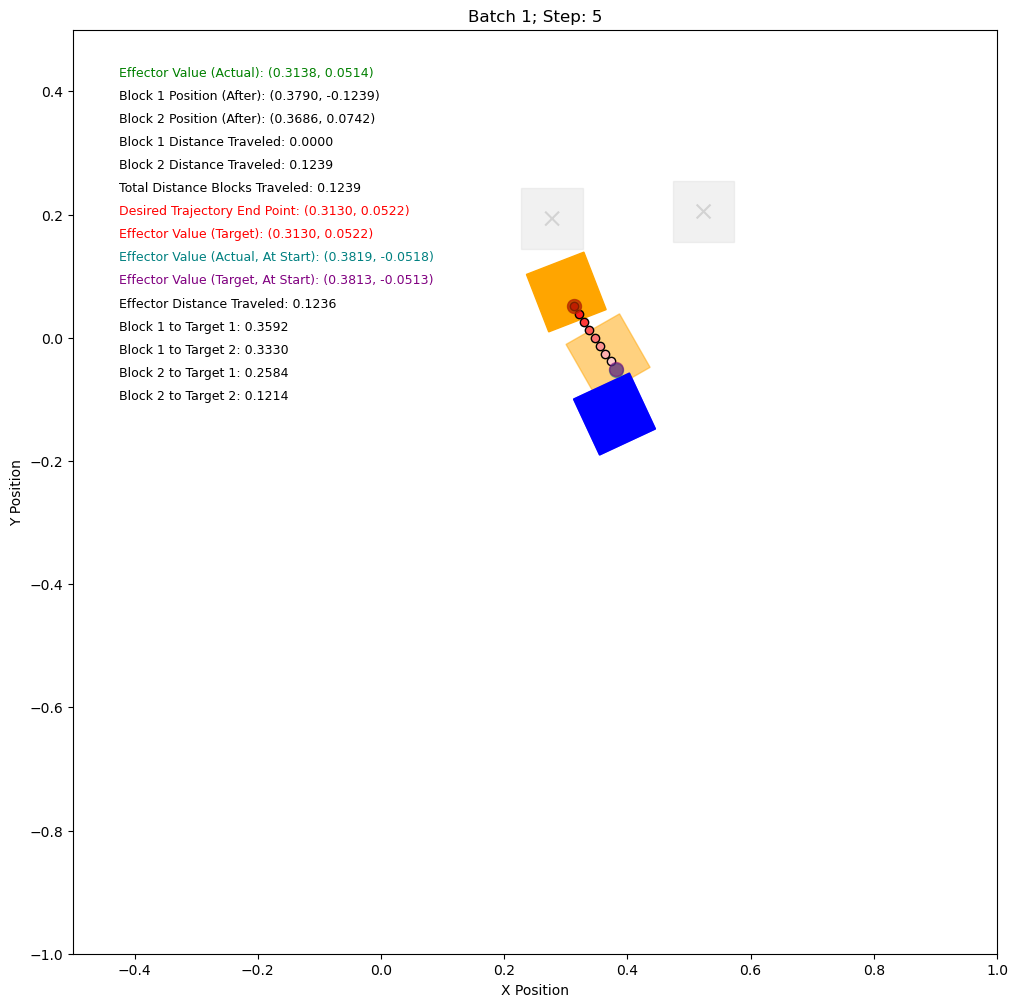 Batch 1; Step: 5
Effector Value (Actual): (0.3138, 0.0514)
Block 1 Position (After): (0.3790, -0.1239)
Block 2 Position (After): (0.3686, 0.0742)
Block 1 Distance Traveled: 0.0000
Block 2 Distance Traveled: 0.1239
Total Distance Blocks Traveled: 0.1239
Desired Trajectory End Point: (0.3130, 0.0522)
Effector Value (Target): (0.3130, 0.0522)
Effector Value (Actual, At Start): (0.3819, -0.0518)
Effector Value (Target, At Start): (0.3813, -0.0513)
Effector Distance Traveled: 0.1236
Block 1 to Target 1: 0.3592
Block 1 to Target 2: 0.3330
Block 2 to Target 1: 0.2584
Block 2 to Target 2: 0.1214
0.4
0.2
0.0
−0.2
−0.4
−0.6
−0.8
−1.0
Y Position
−0.4
−0.2
0.0
0.2
0.4
0.6
0.8
1.0
X Position